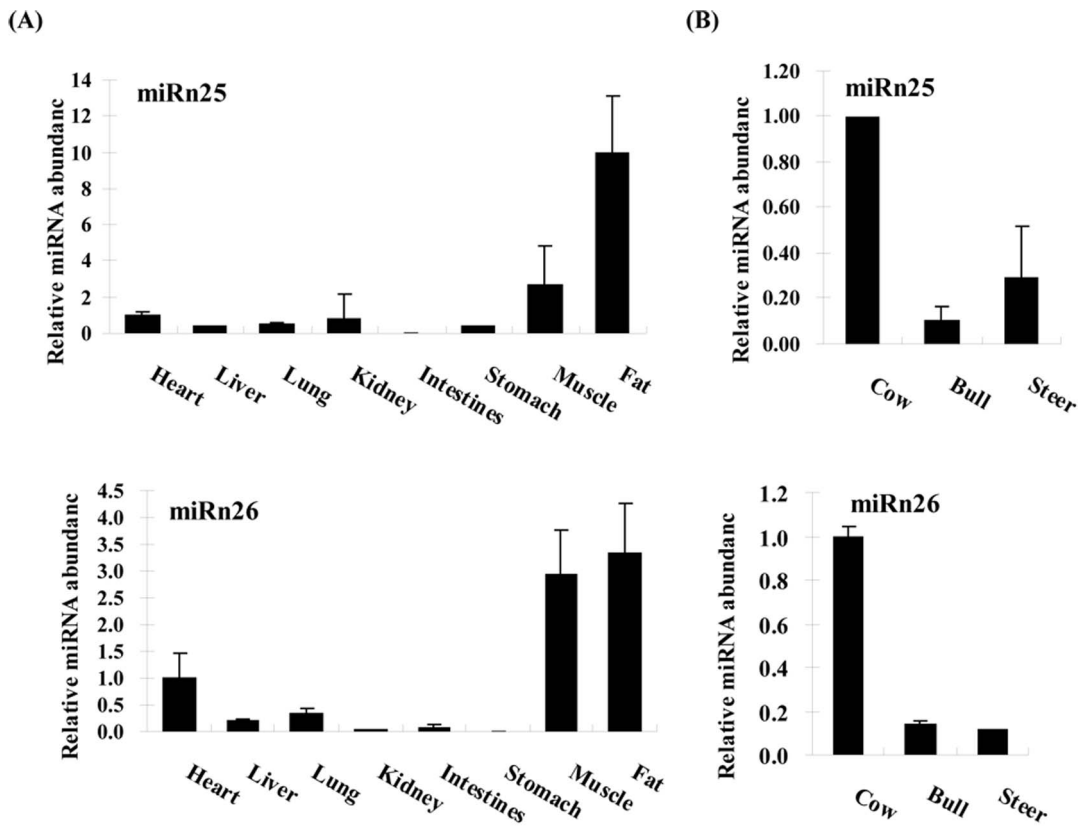 (A)
(B)
miRn25
Relative miRNA abundanc
14
12
10
8
6
4
2
0
Heart
Liver
Lung
Kidney
Intestines
Stomach
Muscle
Fat
miRn25
Relative miRNA abundanc
1.20
1.00
0.80
0.60
0.40
0.20
0.00
Cow
Bull
Steer
miRn26
Relative miRNA abundanc
4.5
4.0
3.5
3.0
2.5
2.0
1.5
1.0
0.5
0.0
Heart
Liver
Lung
Kidney
Intestines
Stomach
Muscle
Fat
miRn26
Relative miRNA abundanc
1.2
1.0
0.8
0.6
0.4
0.2
0.0
Cow
Bull
Steer